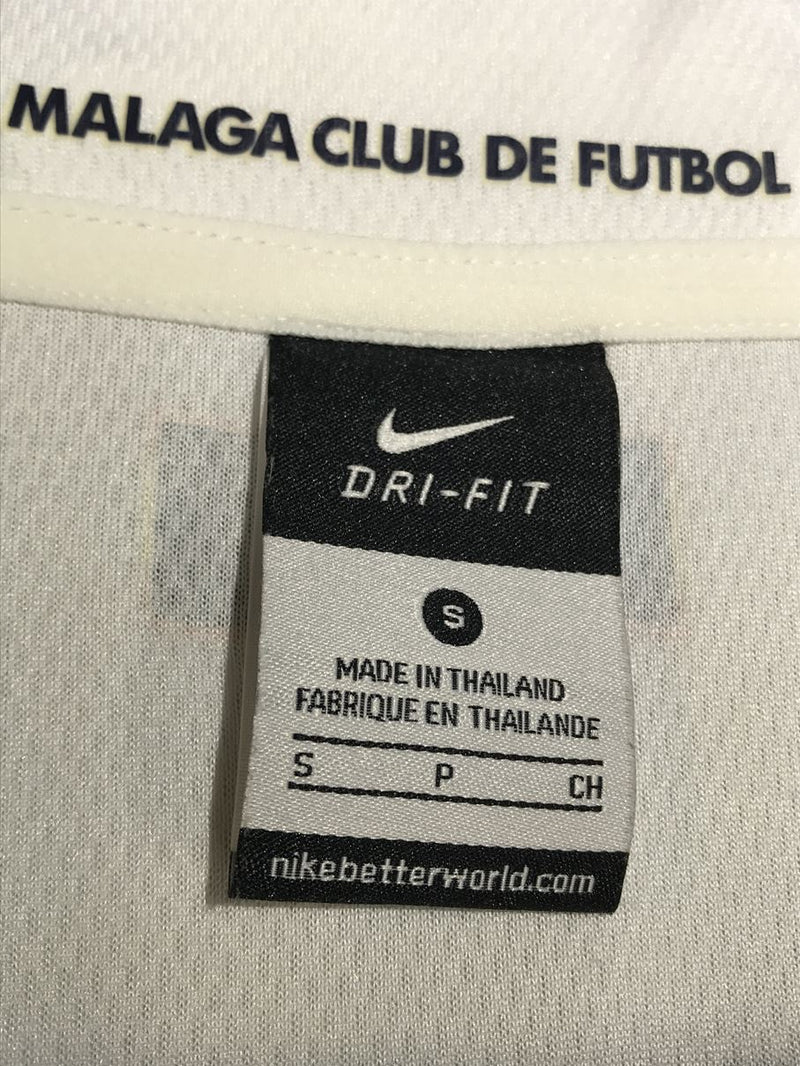 MALAGA CLUB DE FUTBOL
DRI-FIT
S
MADE IN THAILAND
FABRIQUE EN THAILANDE
S P CH
nikebetterworld.com